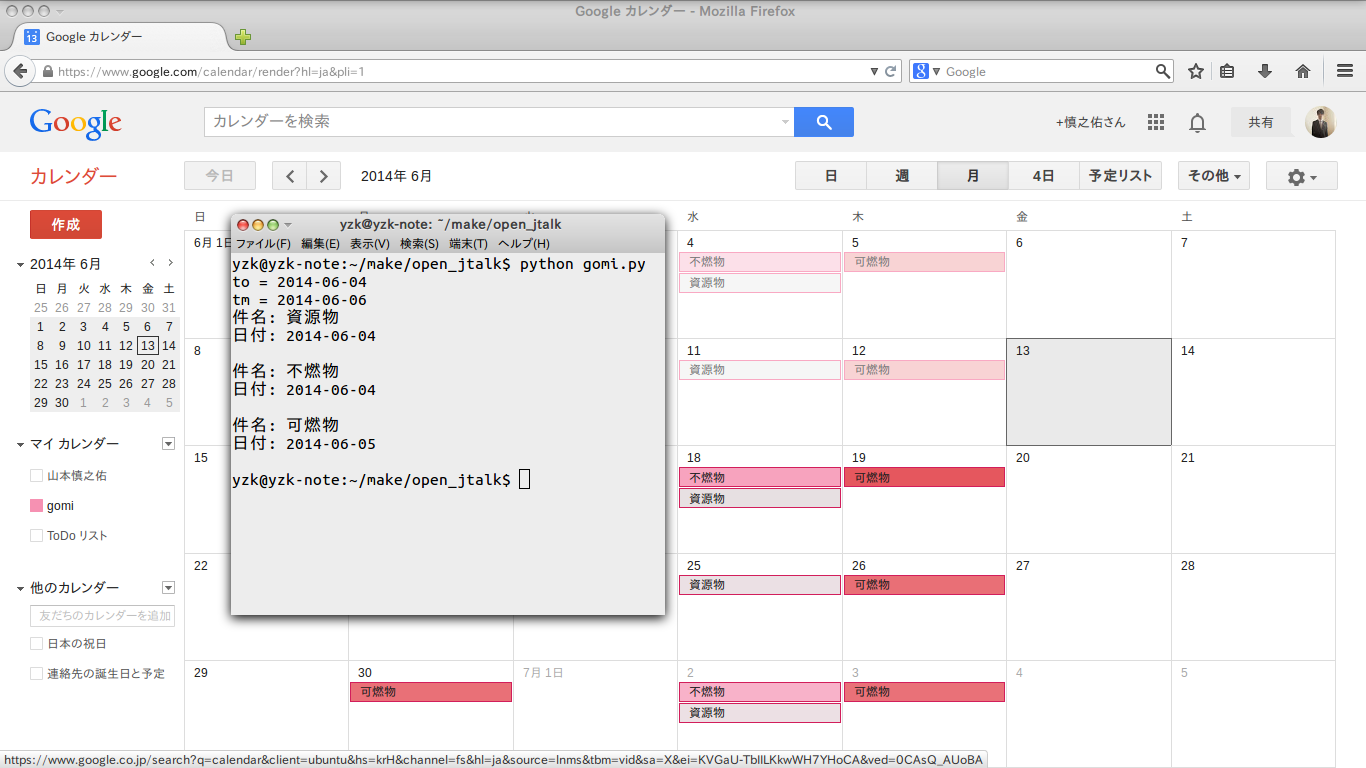 Google カレンダー - Mozilla Firefox
13 Google カレンダー
https://www.google.com/calendar/render?hl=ja&pli=1
Google
Google
カレンダーを検索
+慎之佑さん
共有
カレンダー
今日
2014年 6月
日 週 月 4日 予定リスト
その他
作成
2014年 6月
日 月 火 水 木 金 土
25 26 27 28 29 30 31
1 2 3 4 5 6 7
8 9 10 11 12 13 14
15 16 17 18 19 20 21
22 23 24 25 26 27 28
29 30 1 2 3 4 5
マイ カレンダー
山本慎之佑
gomi
ToDo リスト
他のカレンダー
友だちのカレンダーを追加
日本の祝日
連絡先の誕生日と予定
日 水 木 金 土
6月 1日 4 5 6 7
不燃物 可燃物
資源物
8 11 12 13 14
資源物 可燃物
15 18 19 20 21
不燃物 可燃物
資源物
22 25 26 27 28
資源物 可燃物
29 30 7月 1日 2 3 4 5
可燃物 不燃物 可燃物
資源物
yzk@yzk-note: ~/make/open_jtalk
ファイル(F) 編集(E) 表示(V) 検索(S) 端末(T) ヘルプ(H)
yzk@yzk-note:~/make/open_jtalk$ python gomi.py
to = 2014-06-04
tm = 2014-06-06
件名: 資源物
日付: 2014-06-04
件名: 不燃物
日付: 2014-06-04
件名: 可燃物
日付: 2014-06-05
yzk@yzk-note:~/make/open_jtalk$
https://www.google.co.jp/search?q=calendar&client=ubuntu&hs=krH&channel=fs&hl=ja&source=lnms&tbm=vid&sa=X&ei=KVGaU-TblILKkwWH7YHoCA&ved=0CAsQ_AUoBA